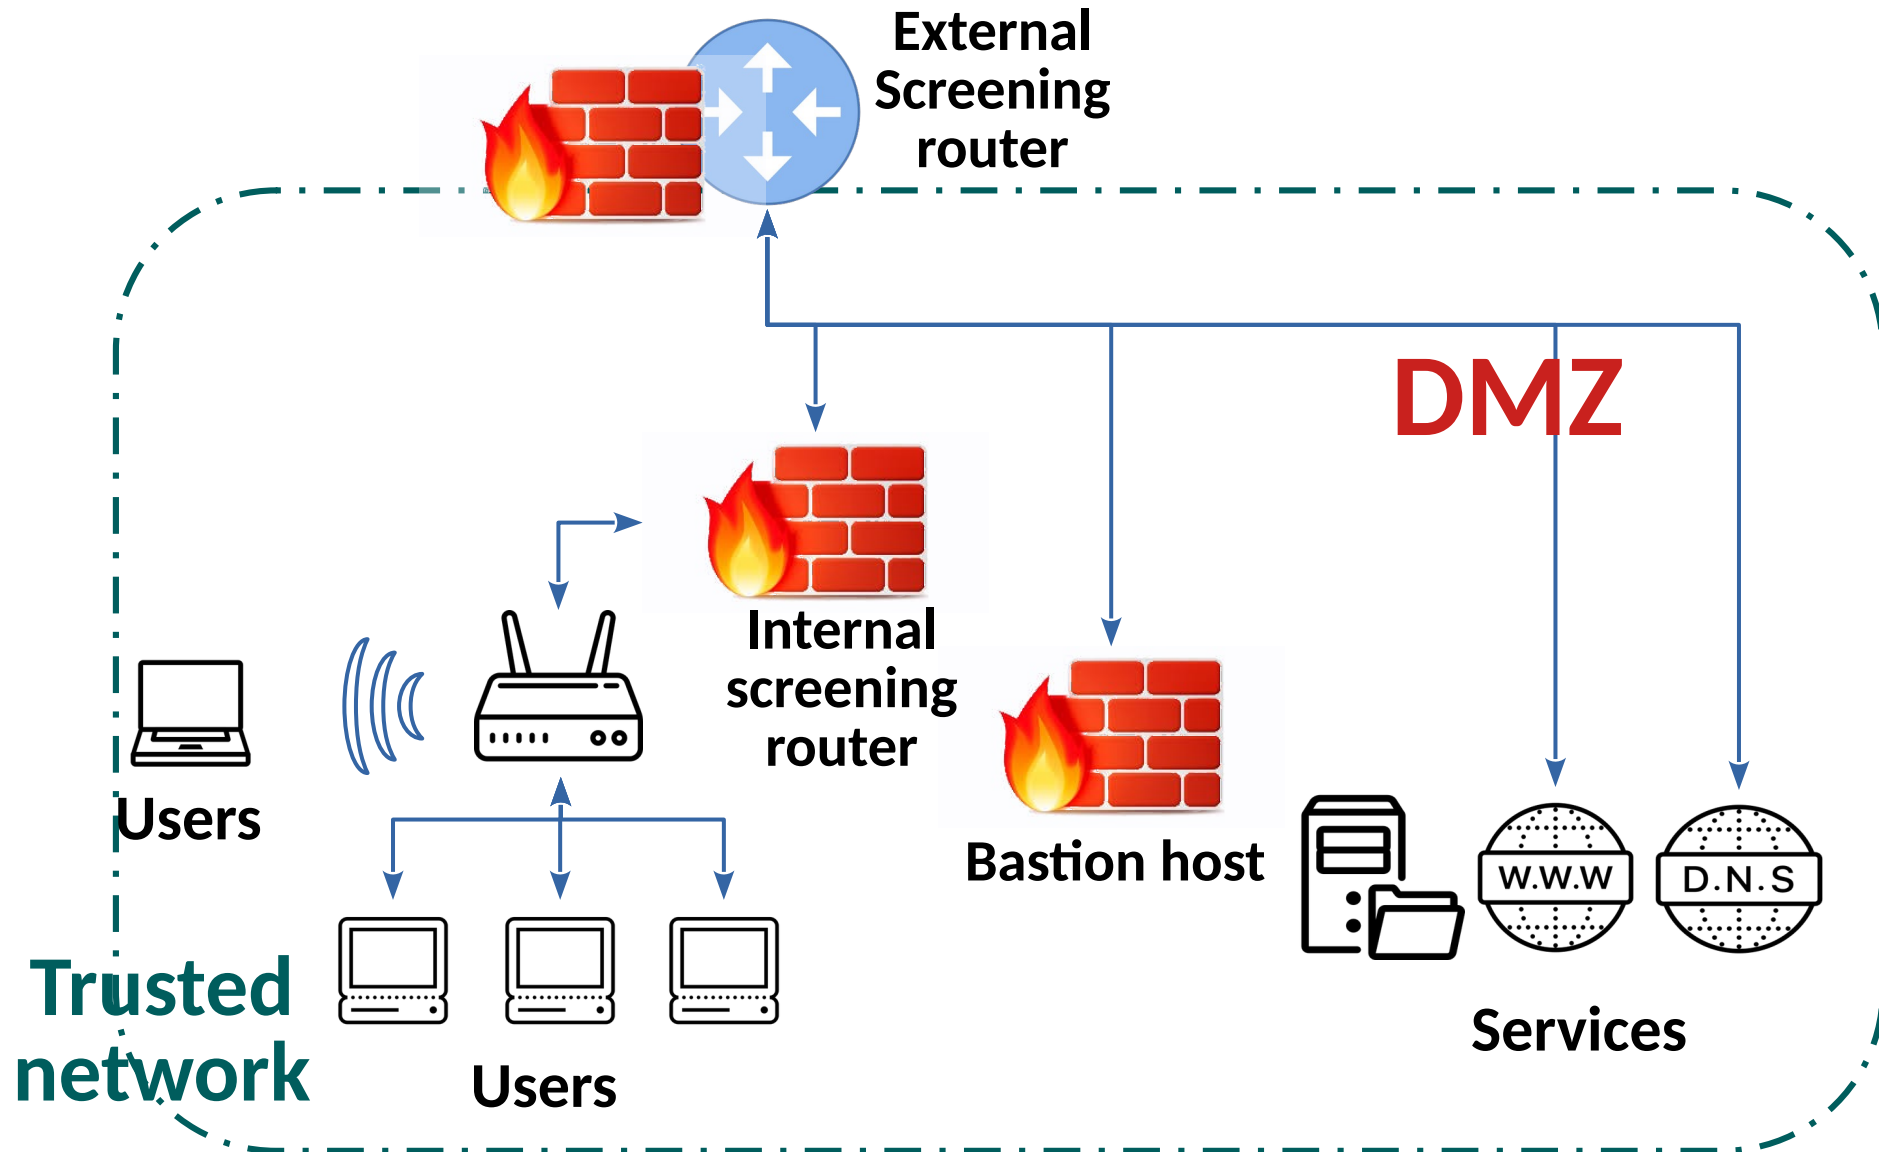 External
Screening
router
DMZ
Internal
screening
router
Users
Bastion host
W.W.W
D.N.S
Trusted
network
Services
Users